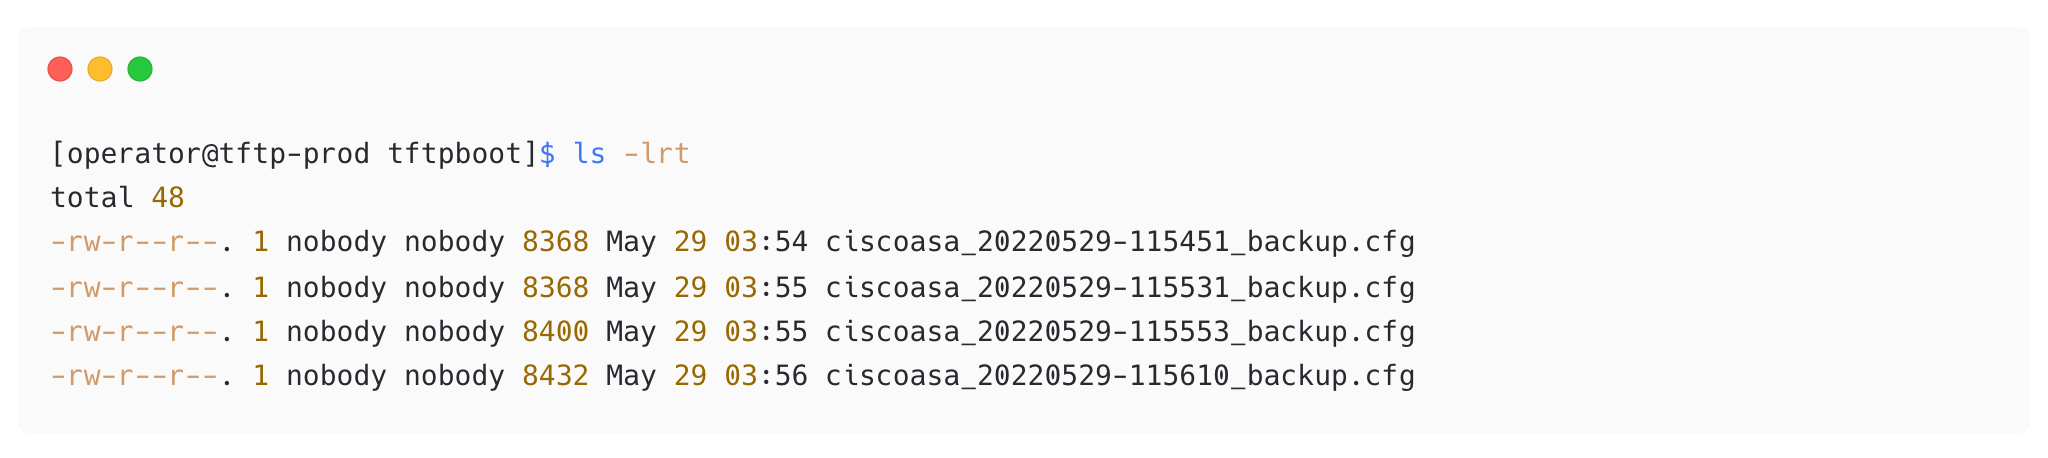 [operator@tftp-prod tftpboot]$ ls -lrt
total 48
-rw-r--r--. 1 nobody nobody 8368 May 29 03:54 ciscoasa_20220529-115451_backup.cfg
-rw-r--r--. 1 nobody nobody 8368 May 29 03:55 ciscoasa_20220529-115531_backup.cfg
-rw-r--r--. 1 nobody nobody 8400 May 29 03:55 ciscoasa_20220529-115553_backup.cfg
-rw-r--r--. 1 nobody nobody 8432 May 29 03:56 ciscoasa_20220529-115610_backup.cfg